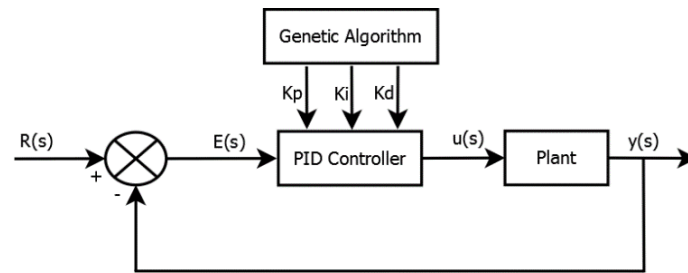 Genetic Algorithm
Kp Ki Kd
R(s) E(s) PID Controller u(s) Plant y(s)
+
-